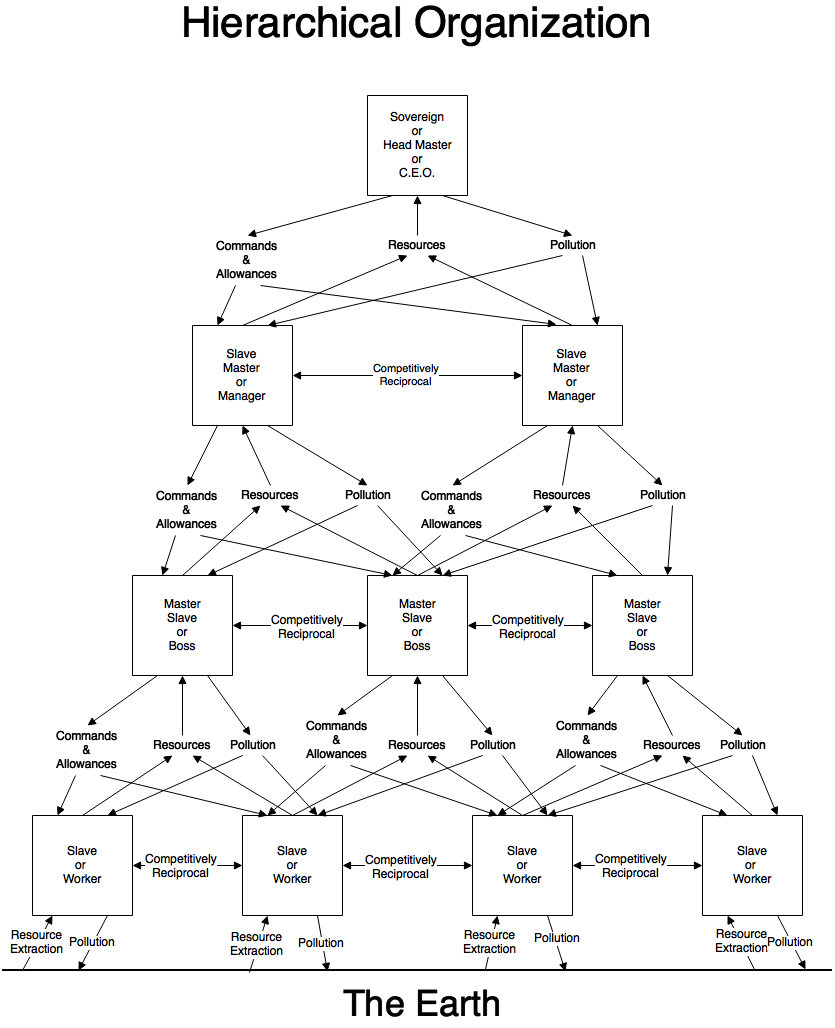 Hierarchical Organization
Sovereign
or
Head Master
or
C.E.O.
Commands
&
Allowances
Resources
Pollution
Slave
Master
or
Manager
Competitively
Reciprocal
Slave
Master
or
Manager
Commands
&
Allowances
Resources
Pollution
Commands
&
Allowances
Resources
Pollution
Master
Slave
or
Boss
Competitively
Reciprocal
Master
Slave
or
Boss
Competitively
Reciprocal
Master
Slave
or
Boss
Commands
&
Allowances
Resources
Pollution
Commands
&
Allowances
Resources
Pollution
Commands
&
Allowances
Resources
Pollution
Slave
or
Worker
Competitively
Reciprocal
Slave
or
Worker
Competitively
Reciprocal
Slave
or
Worker
Competitively
Reciprocal
Slave
or
Worker
Resource
Extraction
Pollution
Resource
Extraction
Pollution
Resource
Extraction
Pollution
Resource
Extraction
Pollution
The Earth